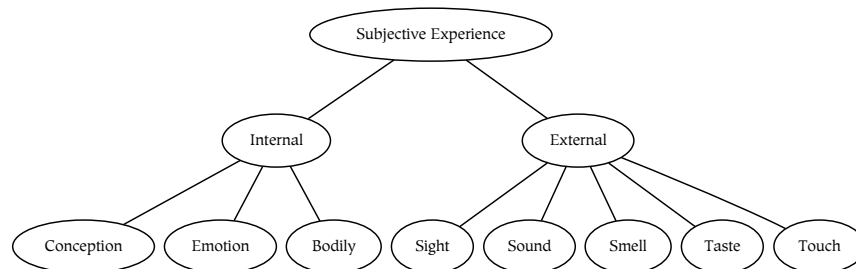 Subjective Experience
Internal
External
Conception
Emotion
Bodily
Sight
Sound
Smell
Taste
Touch